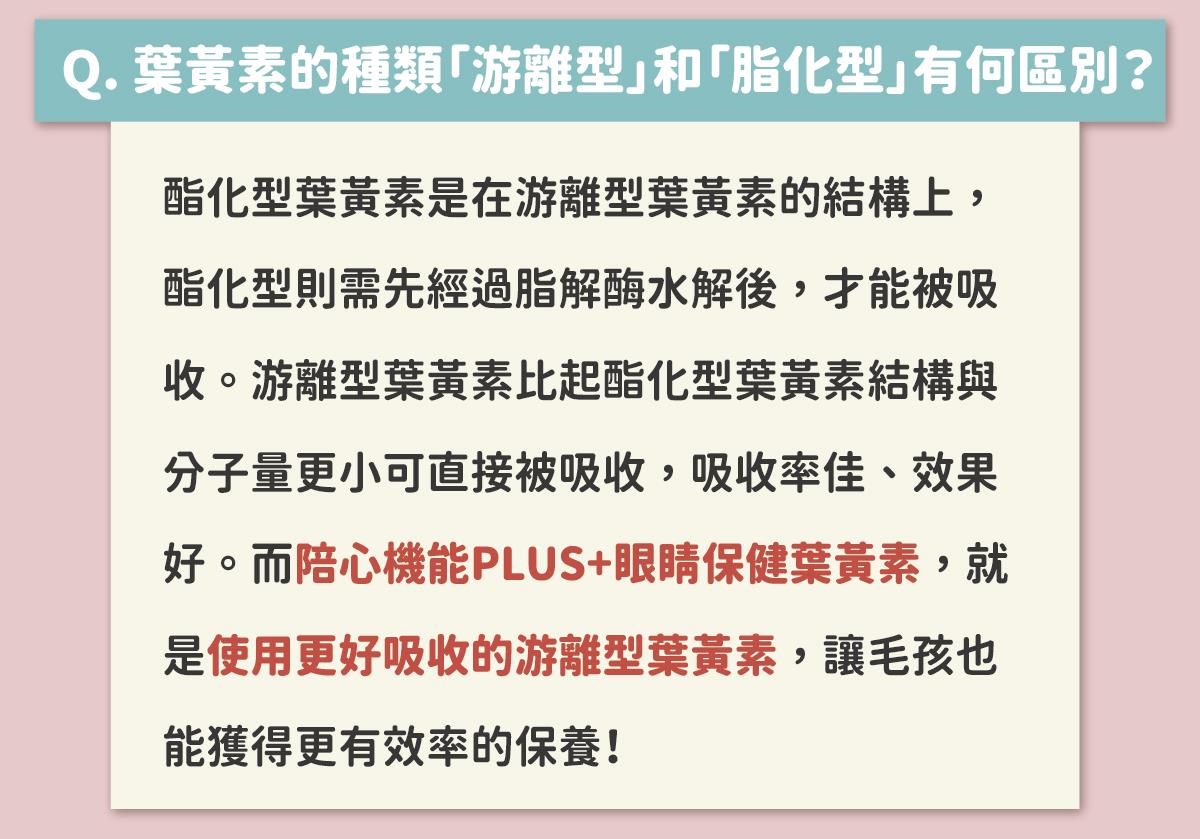 Q. 葉黃素的種類「游離型」和「脂化型」有何區別?
酯化型葉黃素是在游離型葉黃素的結構上，
酯化型則需先經過脂解酶水解後，才能被吸
收。游離型葉黃素比起酯化型葉黃素結構與
分子量更小可直接被吸收，吸收率佳、效果
好。而陪心機能PLUS+眼睛保健葉黃素，就
是使用更好吸收的游離型葉黃素，讓毛孩也
能獲得更有效率的保養!